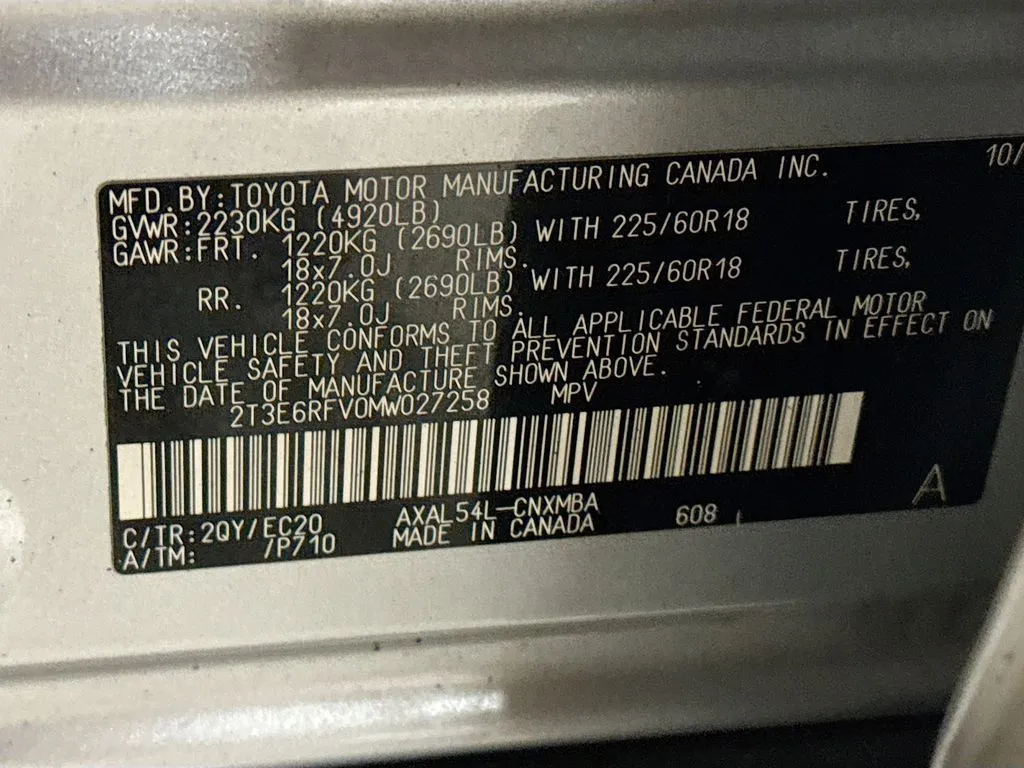 MFD. BY: TOYOTA MOTOR MANUFACTURING CANADA INC. 10/
GVWR: 2230KG (4920LB)
GAWR: FRT. 1220KG (2690LB) WITH 225/60R18 TIRES,
18x7.0J RIMS.
RR. 1220KG (2690LB) WITH 225/60R18 TIRES,
18x7.0J RIMS.
THIS VEHICLE CONFORMS TO ALL APPLICABLE FEDERAL MOTOR
VEHICLE SAFETY AND THEFT PREVENTION STANDARDS IN EFFECT ON
THE DATE OF MANUFACTURE SHOWN ABOVE.
2T3E6RFV0MW027258 MPV
C/TR: 2QY/EC20 AXAL54L-CNXMBA 608
A/TM: /P710 MADE IN CANADA
A